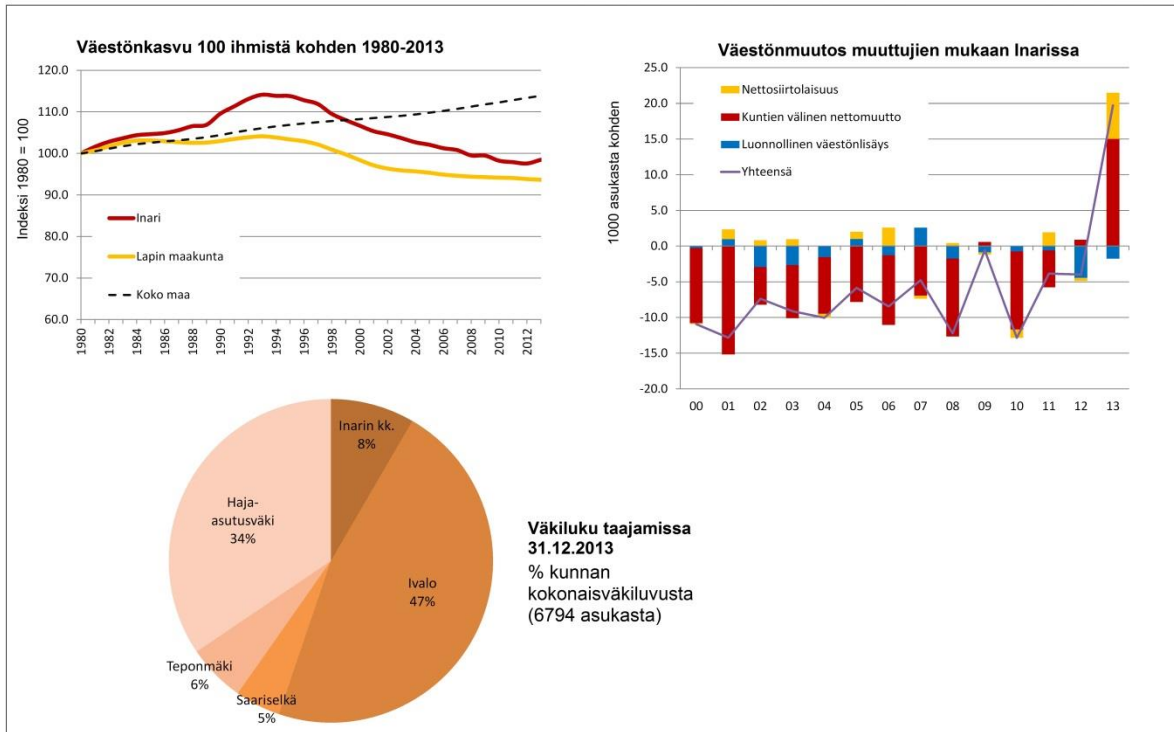 Väestönkasvu 100 ihmistä kohden 1980-2013
120.0
110.0
100.0
90.0
80.0
70.0
60.0
Indeksi 1980 = 100
Inari
Lapin maakunta
Koko maa
1980
1982
1984
1986
1988
1990
1992
1994
1996
1998
2000
2002
2004
2006
2008
2010
2012
Väestönmuutos muuttujien mukaan Inarissa
25.0
20.0
15.0
10.0
5.0
0.0
-5.0
-10.0
-15.0
-20.0
1000 asukasta kohden
Nettosiirtolaisuus
Kuntien välinen nettomuutto
Luonnollinen väestönlisäys
Yhteensä
00 01 02 03 04 05 06 07 08 09 10 11 12 13
Inarin kk.
8%
Haja-
asutusväki
34%
Ivalo
47%
Teponmäki
6%
Saariselkä
5%
Väkiluku taajamissa
31.12.2013
% kunnan
kokonaisväkiluvusta
(6794 asukasta)